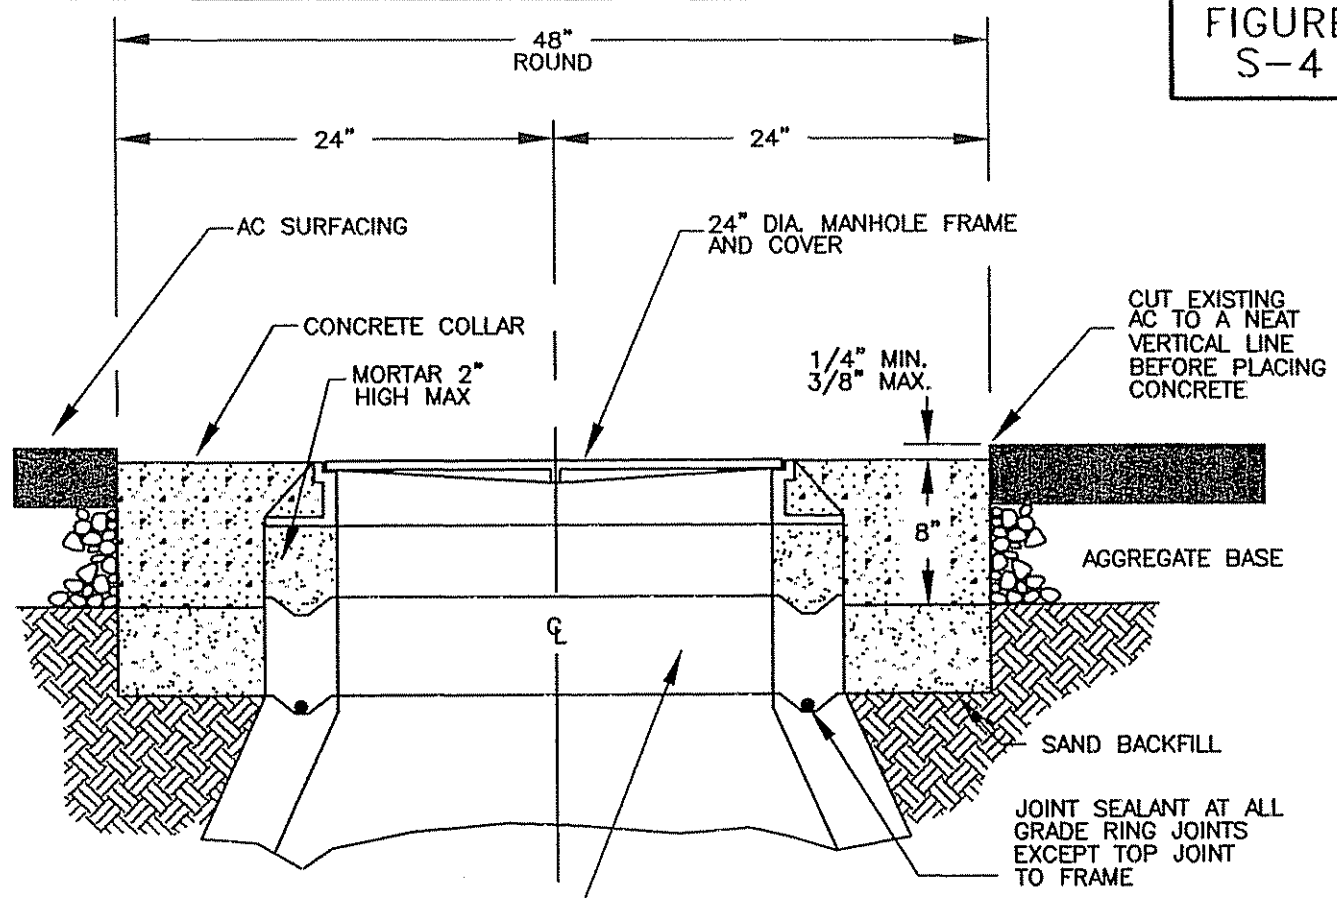 FIGURE
S-4
48"
ROUND
24"
24"
AC SURFACING
24" DIA. MANHOLE FRAME
AND COVER
CONCRETE COLLAR
MORTAR 2"
HIGH MAX
1/4" MIN.
3/8" MAX.
CUT EXISTING
AC TO A NEAT
VERTICAL LINE
BEFORE PLACING
CONCRETE
8"
AGGREGATE BASE
CL
SAND BACKFILL
JOINT SEALANT AT ALL
GRADE RING JOINTS
EXCEPT TOP JOINT
TO FRAME